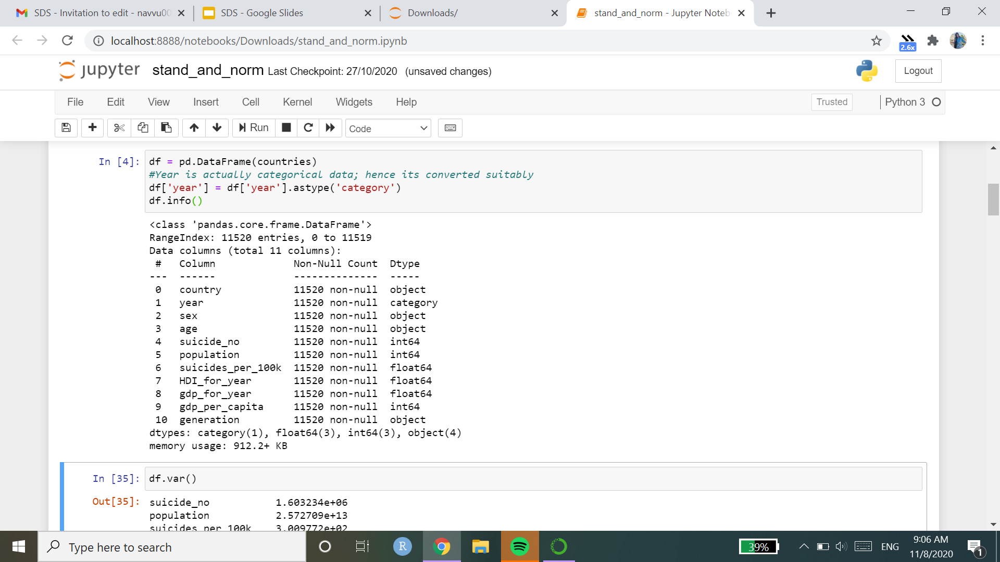 SDS - Invitation to edit - navvu00
SDS - Google Slides
Downloads/
stand_and_norm - Jupyter Noteb
localhost:8888/notebooks/Downloads/stand_and_norm.ipynb
2.6x
jupyter stand_and_norm Last Checkpoint: 27/10/2020 (unsaved changes)
Logout
File Edit View Insert Cell Kernel Widgets Help
Trusted
Python 3
Run
Code
In [4]:
df = pd.DataFrame(countries)
#Year is actually categorical data; hence its converted suitably
df['year'] = df['year'].astype('category')
df.info()
<class 'pandas.core.frame.DataFrame'>
RangeIndex: 11520 entries, 0 to 11519
Data columns (total 11 columns):
# Column Non-Null Count Dtype
--- ------ -------------- -----
0 country 11520 non-null object
1 year 11520 non-null category
2 sex 11520 non-null object
3 age 11520 non-null object
4 suicide_no 11520 non-null int64
5 population 11520 non-null int64
6 suicides_per_100k 11520 non-null float64
7 HDI_for_year 11520 non-null float64
8 gdp_for_year 11520 non-null float64
9 gdp_per_capita 11520 non-null int64
10 generation 11520 non-null object
dtypes: category(1), float64(3), int64(3), object(4)
memory usage: 912.2+ KB
In [35]:
df.var()
Out[35]:
suicide_no 1.603234e+06
population 2.572709e+13
suicides_per_100k 3.009772e+02
Type here to search
R
39%
ENG
9:06 AM
11/8/2020
1